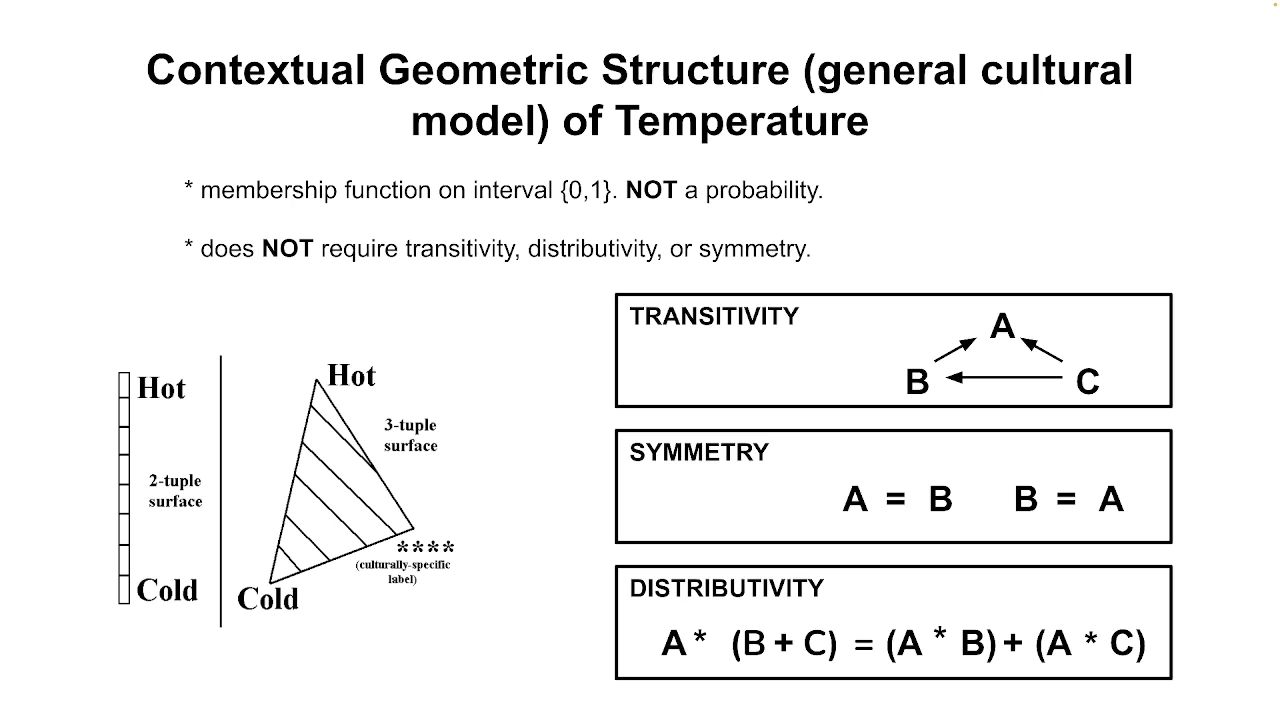 Contextual Geometric Structure (general cultural
model) of Temperature
* membership function on interval {0,1}. NOT a probability.
* does NOT require transitivity, distributivity, or symmetry.
Hot
2-tuple
surface
Cold
Hot
3-tuple
surface
****
(culturally-specific
label)
Cold
TRANSITIVITY
A
B C
SYMMETRY
A = B B = A
DISTRIBUTIVITY
A * (B + C) = (A * B) + (A * C)